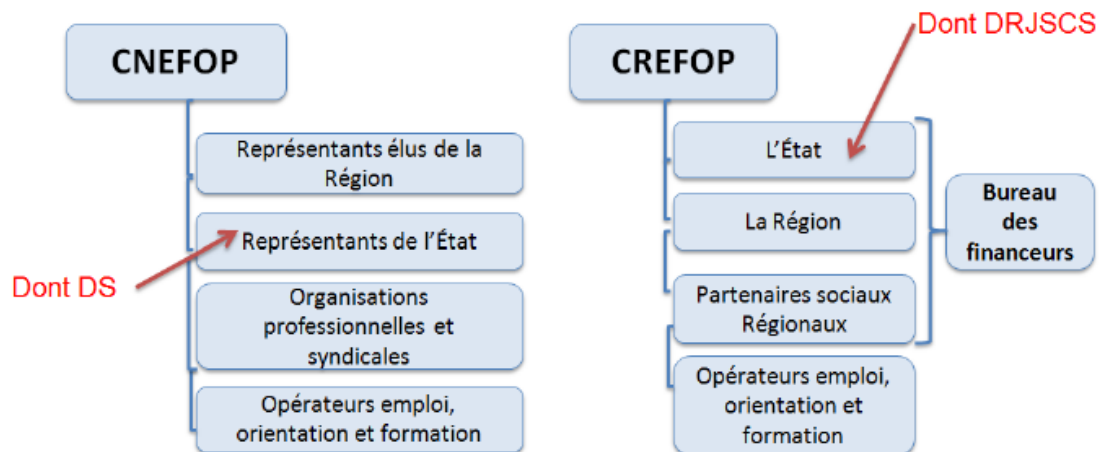 Dont DRJSCS
CNEFOP
CREFOP
Représentants élus de la
Région
Représentants de l'État
Dont DS
Organisations
professionnelles et
syndicales
Opérateurs emploi,
orientation et formation
L'État
La Région
Partenaires sociaux
Régionaux
Opérateurs emploi,
orientation et
formation
Bureau
des
financeurs